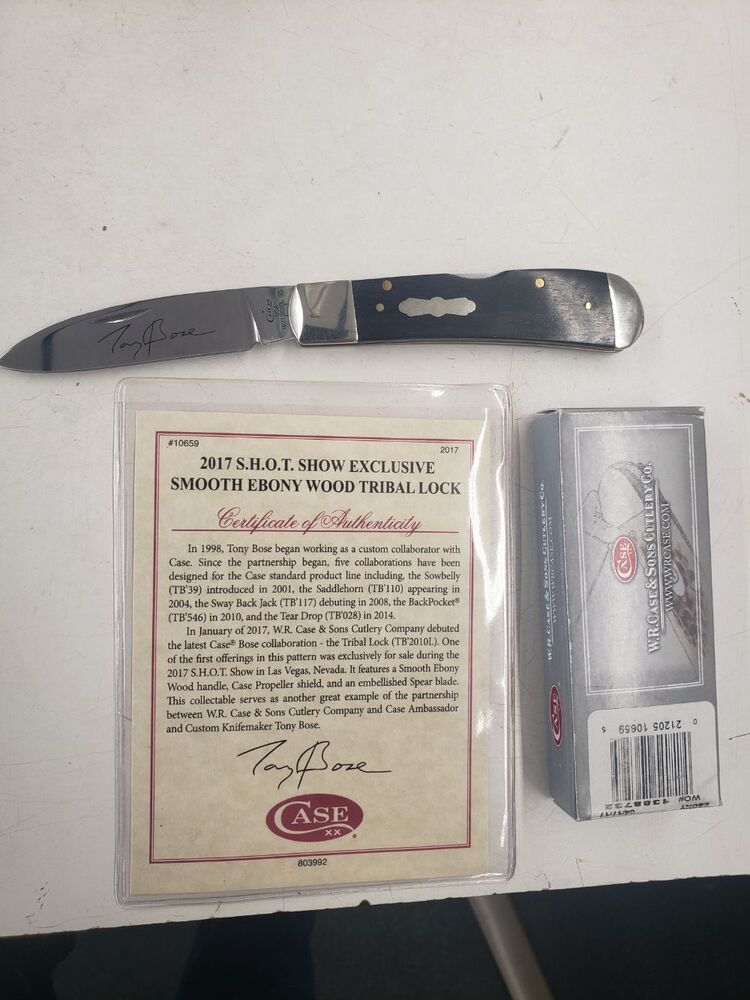 Tony Bose
Case
USA
#10659
2017
2017 S.H.O.T. SHOW EXCLUSIVE
SMOOTH EBONY WOOD TRIBAL LOCK
Certificate of Authenticity
In 1998, Tony Bose began working as a custom collaborator with
Case. Since the partnership began, five collaborations have been
designed for the Case standard product line including, the Sowbelly
(TB'39) introduced in 2001, the Saddlehorn (TB'110) appearing in
2004, the Sway Back Jack (TB'117) debuting in 2008, the BackPocket®
(TB'546) in 2010, and the Tear Drop (TB'028) in 2014.
In January of 2017, W.R. Case & Sons Cutlery Company debuted
the latest Case® Bose collaboration - the Tribal Lock (TB'2010L). One
of the first offerings in this pattern was exclusively for sale during the
2017 S.H.O.T. Show in Las Vegas, Nevada. It features a Smooth Ebony
Wood handle, Case Propeller shield, and an embellished Spear blade.
This collectable serves as another great example of the partnership
between W.R. Case & Sons Cutlery Company and Case Ambassador
and Custom Knifemaker Tony Bose.
Tony Bose
CASE
XX®
803992
W.R. CASE & SONS CUTLERY CO.
WWW.WRCASE.COM
CASE
CASE
W.R. CASE & SONS CUTLERY CO.
WWW.WRCASE.COM
0 21205 10659 6
WO# 1388732
EBONY
04/17/17